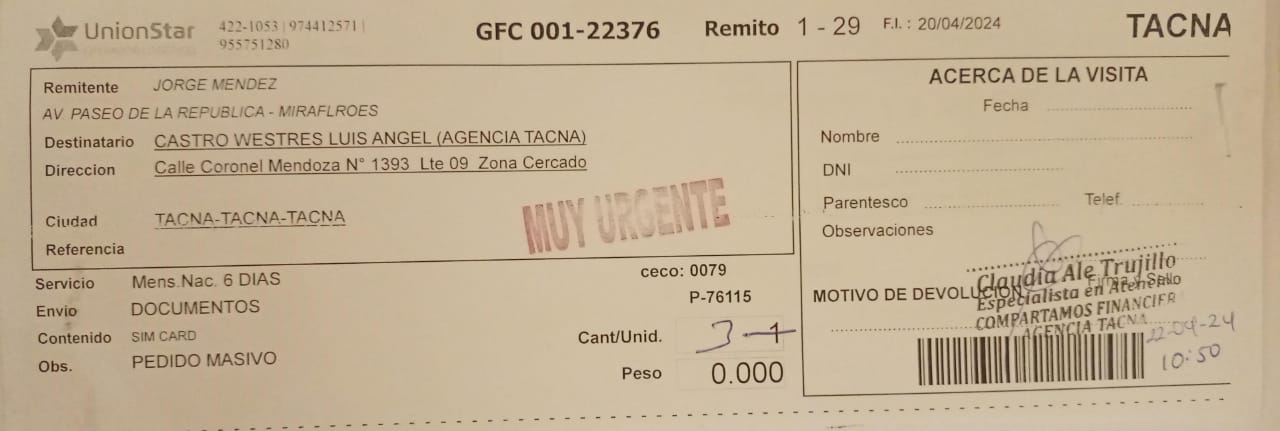 UnionStar 422-1053 | 974412571 | 955751280
GFC 001-22376 Remito 1 - 29 F.I. : 20/04/2024 TACNA
Remitente JORGE MENDEZ
AV PASEO DE LA REPUBLICA - MIRAFLROES
Destinatario CASTRO WESTRES LUIS ANGEL (AGENCIA TACNA)
Direccion Calle Coronel Mendoza N° 1393 Lte 09 Zona Cercado
Ciudad TACNA-TACNA-TACNA
Referencia
MUY URGENTE
Servicio Mens.Nac. 6 DIAS
ceco: 0079
Envio DOCUMENTOS
P-76115
Contenido SIM CARD
Cant/Unid. 3 1
Obs. PEDIDO MASIVO
Peso 0.000
ACERCA DE LA VISITA
Fecha
Nombre
DNI
Parentesco Telef.
Observaciones
Firma y Sello
MOTIVO DE DEVOLUCION
Claudia Ale Trujillo
Especialista en
COMPARTAMOS
AGENCIA TACNA
22-04-24
10:50